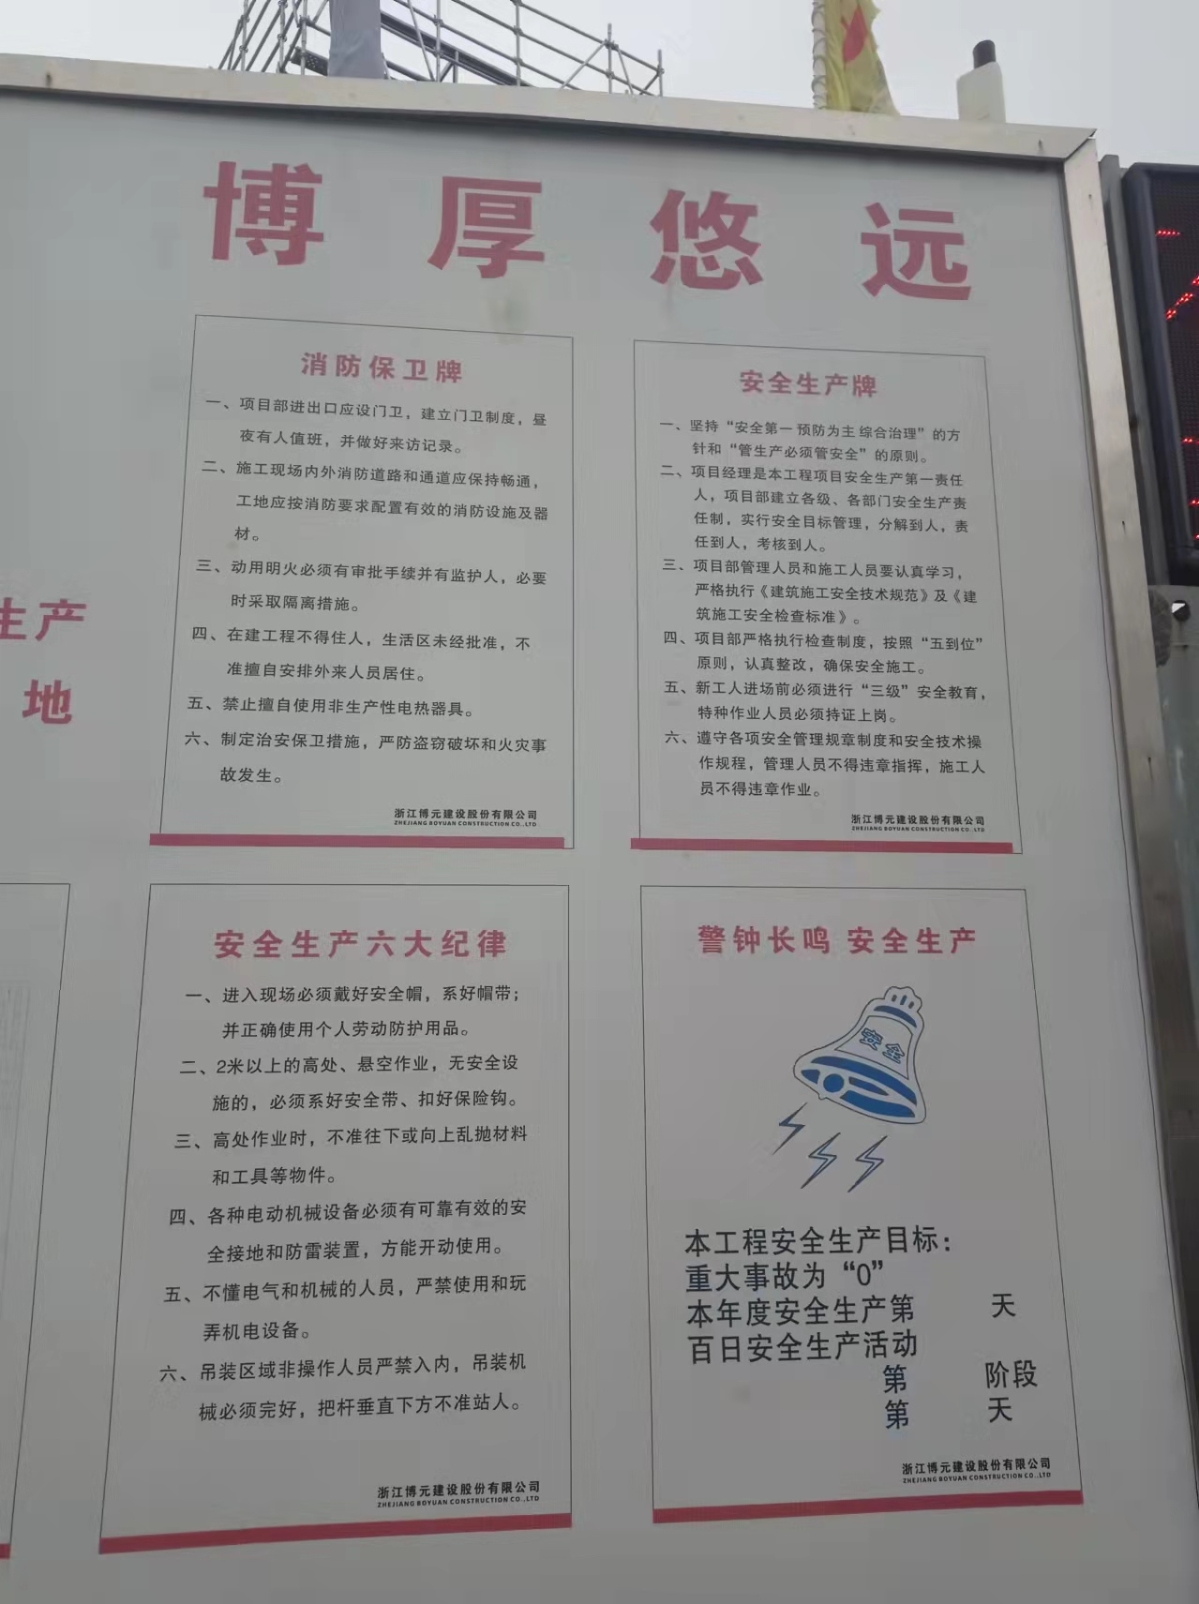 博厚悠远
生产
地
消防保卫牌
一、项目部进出口应设门卫，建立门卫制度，昼
夜有人值班，并做好来访记录。
二、施工现场内外消防道路和通道应保持畅通，
工地应按消防要求配置有效的消防设施及器
材。
三、动用明火必须有审批手续并有监护人，必要
时采取隔离措施。
四、在建工程不得住人，生活区未经批准，不
准擅自安排外来人员居住。
五、禁止擅自使用非生产性电热器具。
六、制定治安保卫措施，严防盗窃破坏和火灾事
故发生。
浙江博元建设股份有限公司
ZHEJIANG BOYUAN CONSTRUCTION CO.,LTD
安全生产牌
一、坚持“安全第一 预防为主 综合治理”的方
针和“管生产必须管安全”的原则。
二、项目经理是本工程项目安全生产第一责任
人，项目部建立各级、各部门安全生产责
任制，实行安全目标管理，分解到人，责
任到人，考核到人。
三、项目部管理人员和施工人员要认真学习，
严格执行《建筑施工安全技术规范》及《建
筑施工安全检查标准》。
四、项目部严格执行检查制度，按照“五到位”
原则，认真整改，确保安全施工。
五、新工人进场前必须进行“三级”安全教育，
特种作业人员必须持证上岗。
六、遵守各项安全管理规章制度和安全技术操
作规程，管理人员不得违章指挥，施工人
员不得违章作业。
浙江博元建设股份有限公司
ZHEJIANG BOYUAN CONSTRUCTION CO.,LTD
安全生产六大纪律
一、进入现场必须戴好安全帽，系好帽带；
并正确使用个人劳动防护用品。
二、2米以上的高处、悬空作业，无安全设
施的，必须系好安全带、扣好保险钩。
三、高处作业时，不准往下或向上乱抛材料
和工具等物件。
四、各种电动机械设备必须有可靠有效的安
全接地和防雷装置，方能开动使用。
五、不懂电气和机械的人员，严禁使用和玩
弄机电设备。
六、吊装区域非操作人员严禁入内，吊装机
械必须完好，把杆垂直下方不准站人。
浙江博元建设股份有限公司
ZHEJIANG BOYUAN CONSTRUCTION CO.,LTD
警钟长鸣 安全生产
安全
本工程安全生产目标：
重大事故为“0”
本年度安全生产第 天
百日安全生产活动
第 阶段
第 天
浙江博元建设股份有限公司
ZHEJIANG BOYUAN CONSTRUCTION CO.,LTD